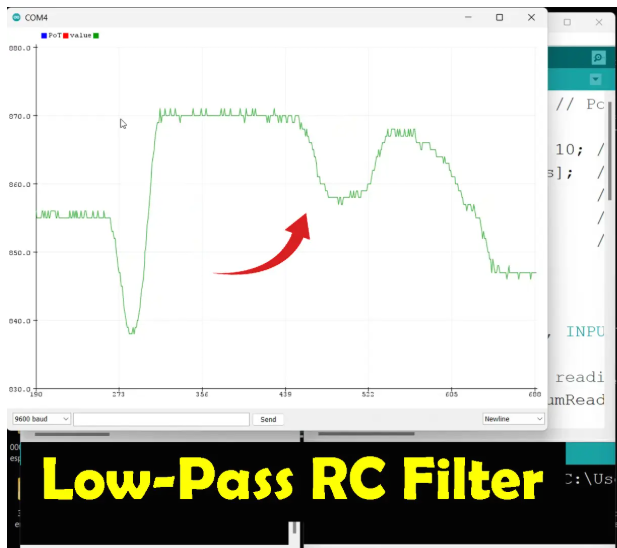 COM4
PoT value
880.0
870.0
860.0
850.0
840.0
830.0
190
273
356
439
522
605
688
9600 baud
Send
Newline
// Po
10; /
s]; /
/
/
/
, INPU
readi
umRead
C:\Us
Low-Pass RC Filter